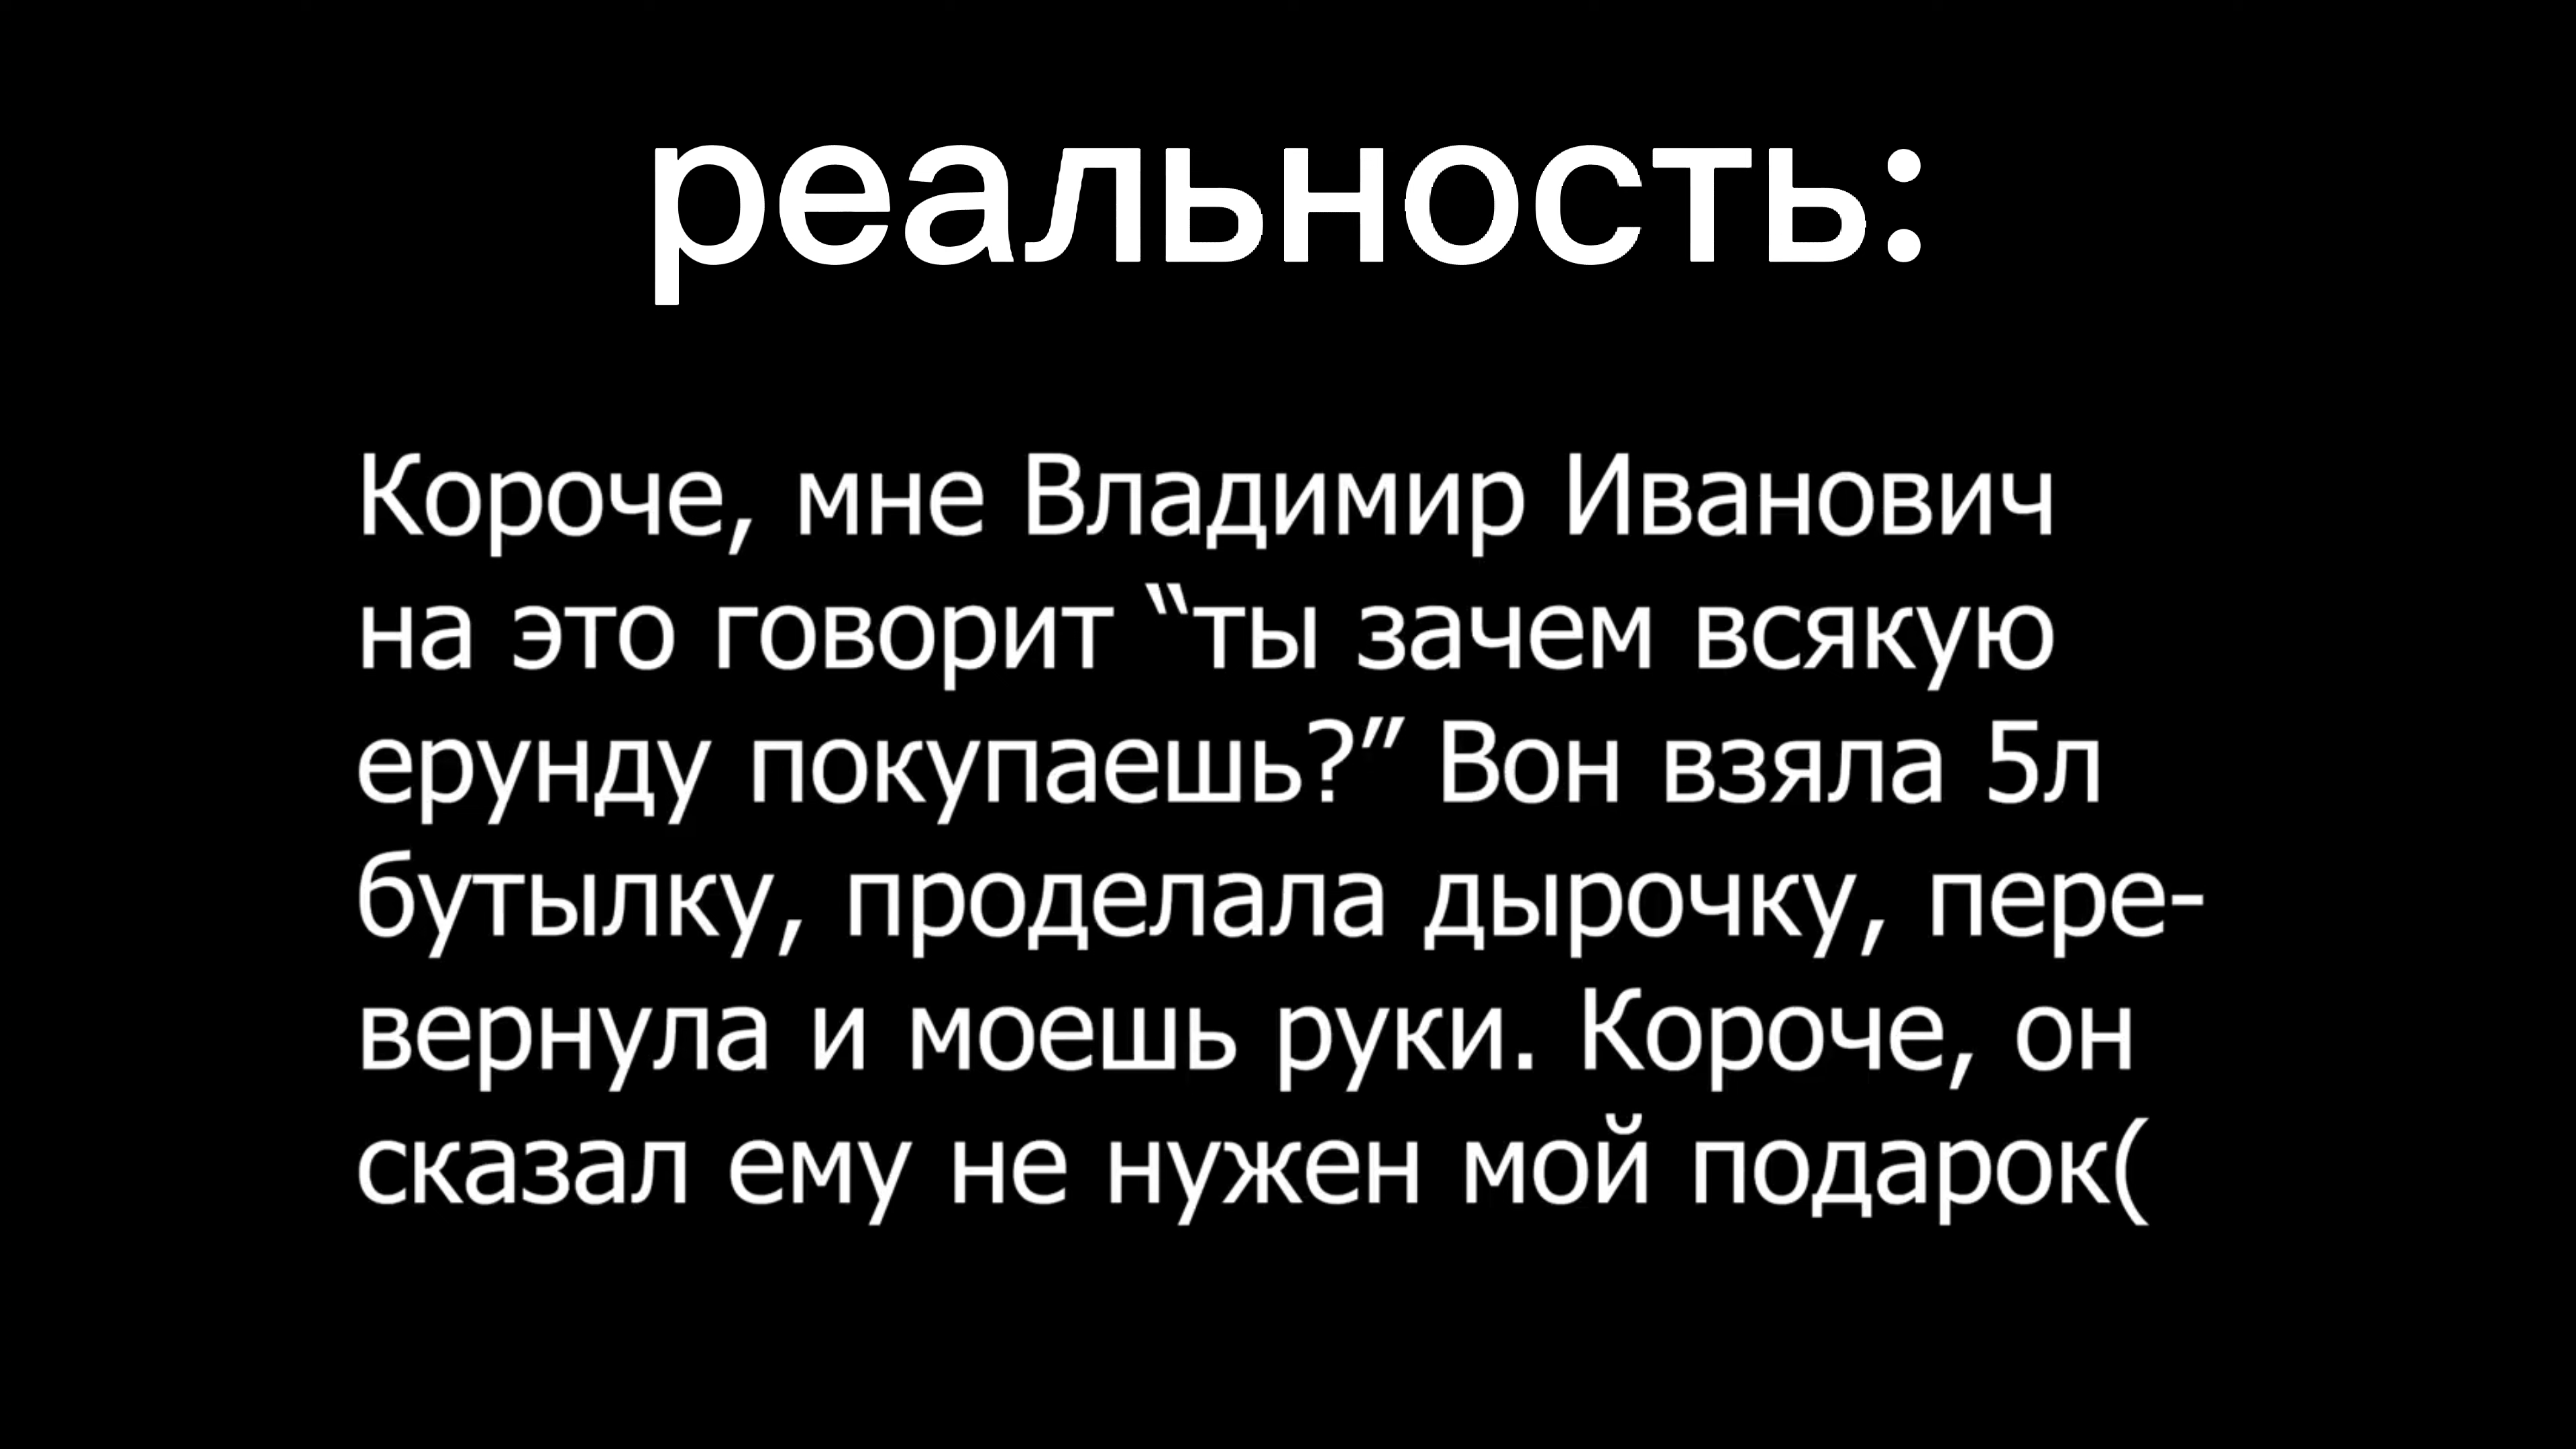 реальность:
Короче, мне Владимир Иванович
на это говорит “ты зачем всякую
ерунду покупаешь?” Вон взяла 5л
бутылку, проделала дырочку, пере-
вернула и моешь руки. Короче, он
сказал ему не нужен мой подарок(